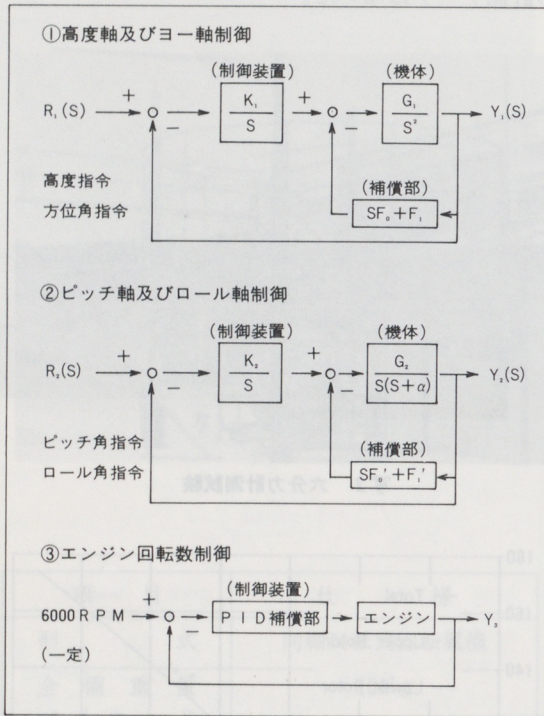 ①高度軸及びヨー軸制御
(制御装置)
(機体)
R₁(S)
+
−
K₁
S
+
−
G₁
S²
Y₁(S)
高度指令
方位角指令
(補償部)
SF₀+F₁
②ピッチ軸及びロール軸制御
(制御装置)
(機体)
R₂(S)
+
−
K₂
S
+
−
G₂
S(S+α)
Y₂(S)
ピッチ角指令
ロール角指令
(補償部)
SF₀'+F₁'
③エンジン回転数制御
(制御装置)
6000RPM
+
−
PID補償部
エンジン
Y₃
(一定)